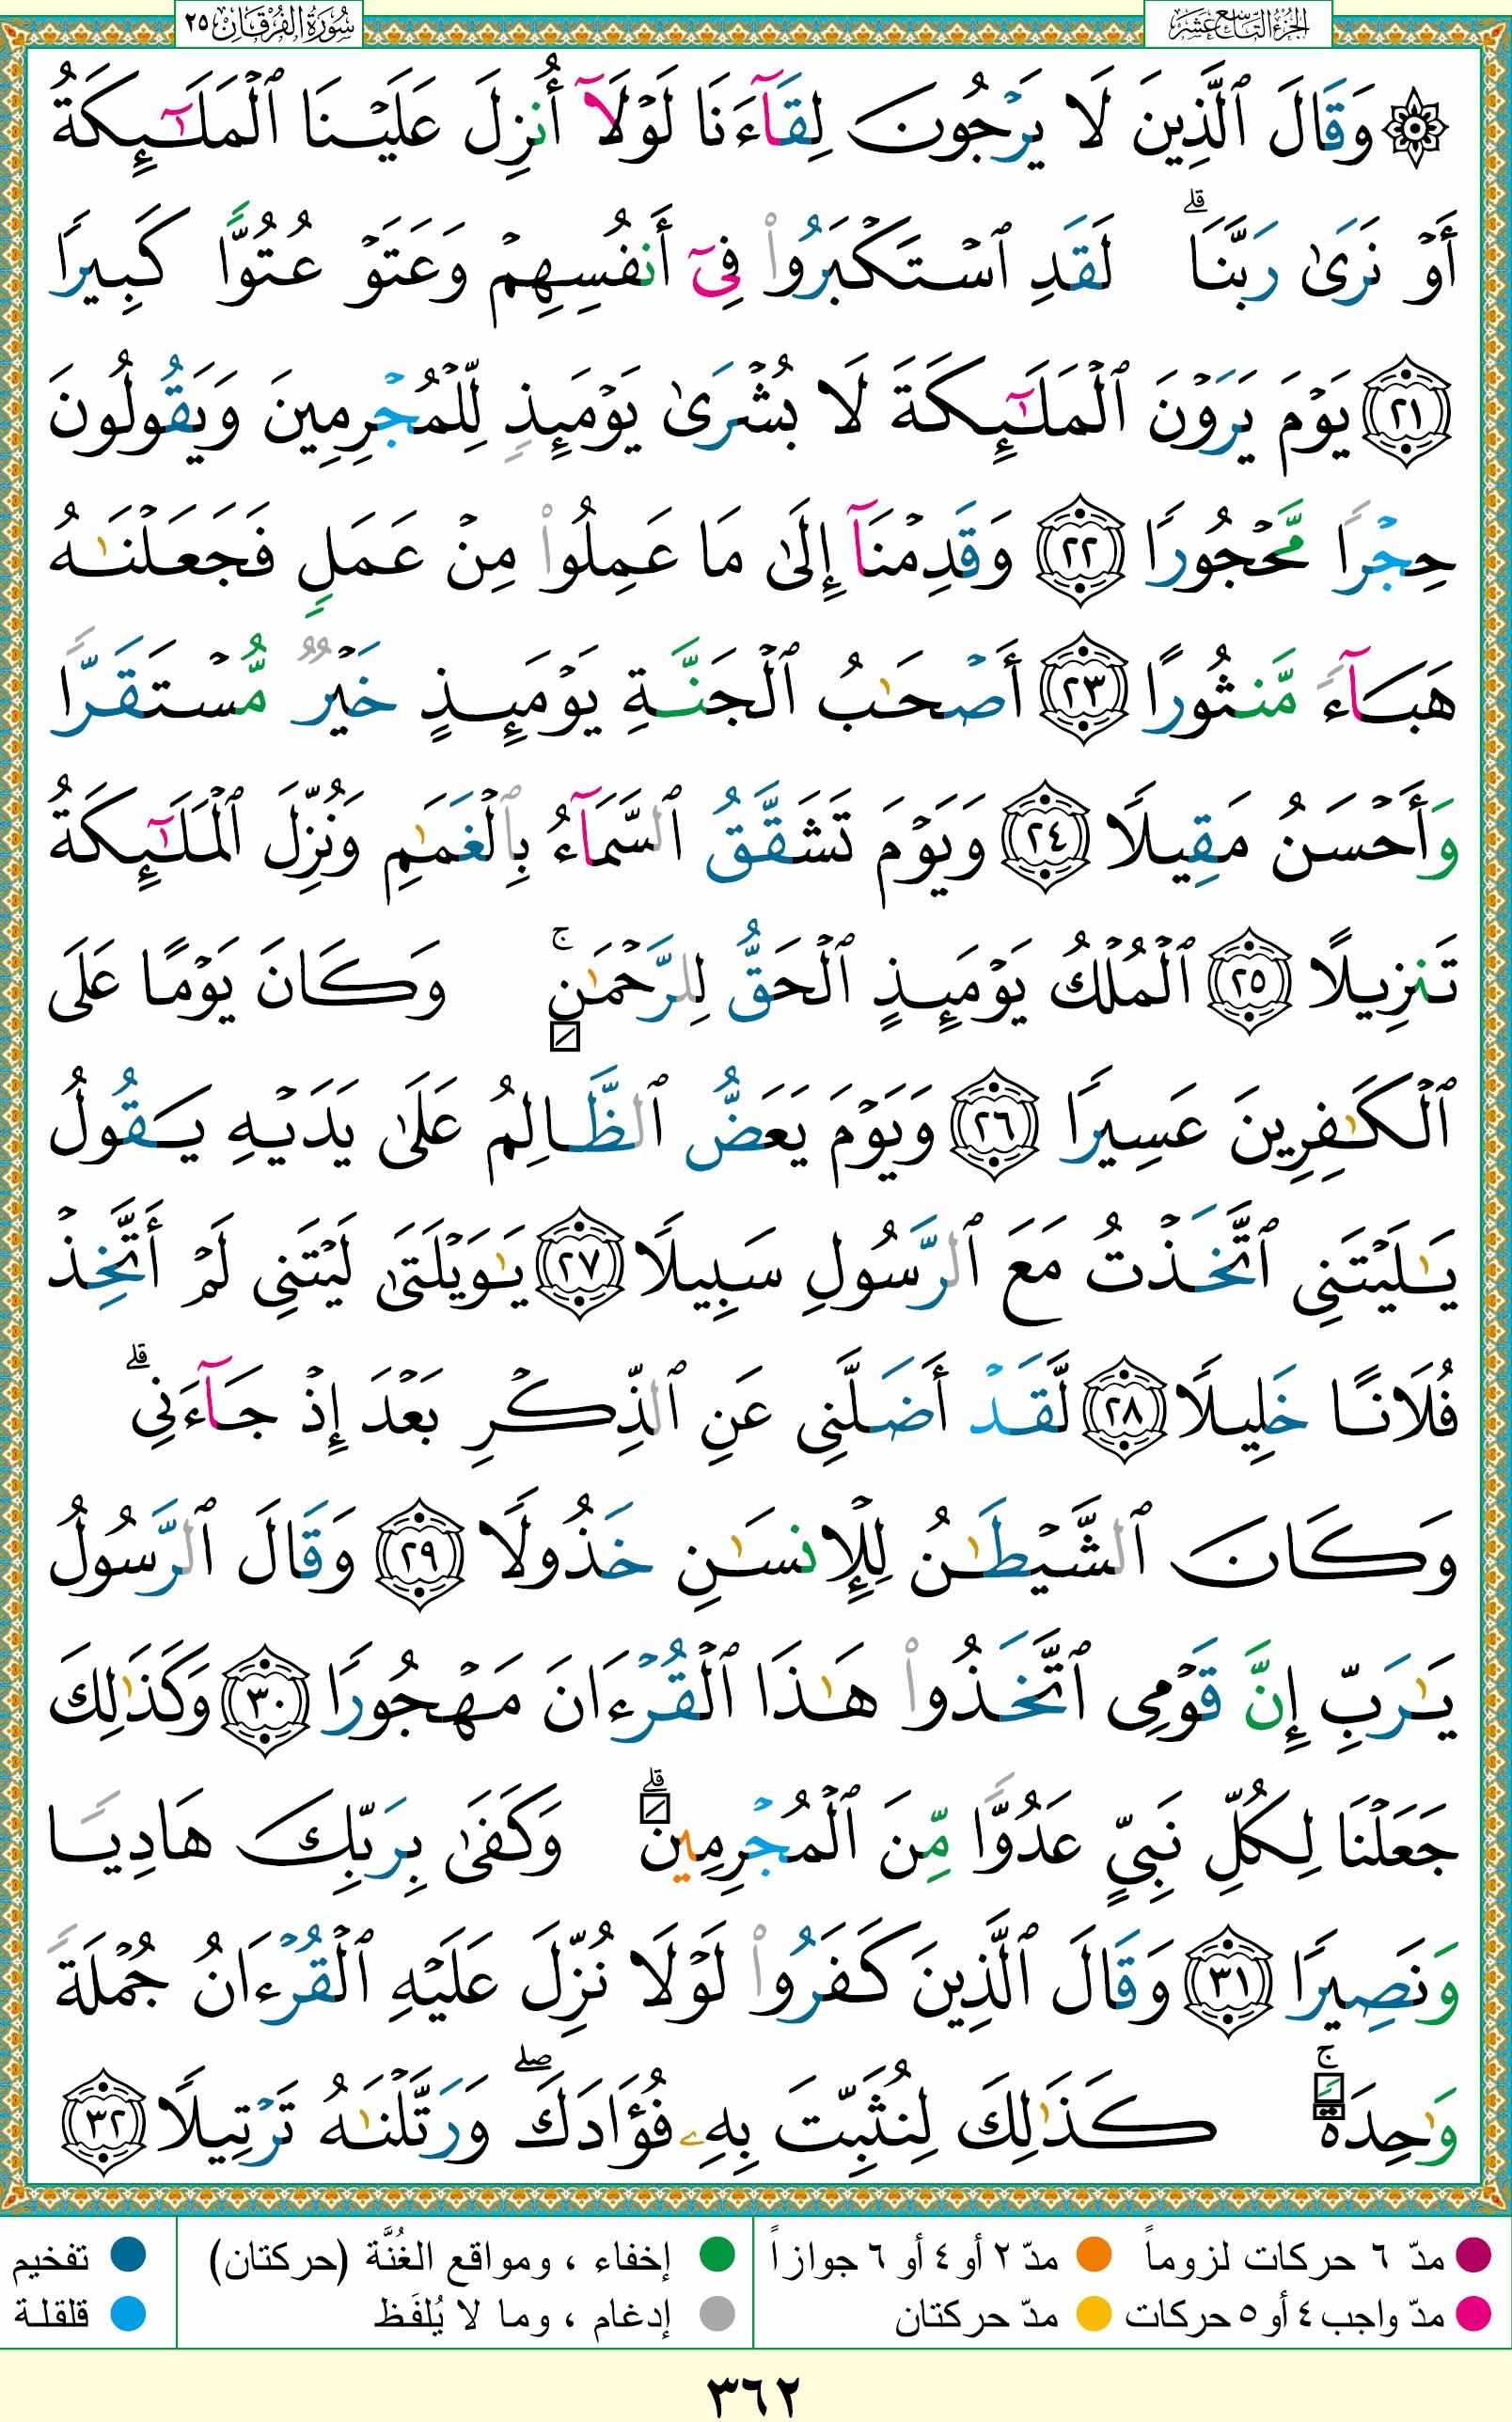 الجزء التاسع عشر
سورة الفرقان ٢٥
۞ وَقَالَ ٱلَّذِينَ لَا يَرْجُونَ لِقَآءَنَا لَوْلَآ أُنزِلَ عَلَيْنَا ٱلْمَلَـٰٓئِكَةُ
أَوْ نَرَىٰ رَبَّنَا ۗ لَقَدِ ٱسْتَكْبَرُوا۟ فِىٓ أَنفُسِهِمْ وَعَتَوْ عُتُوًّا كَبِيرًا
٢١ يَوْمَ يَرَوْنَ ٱلْمَلَـٰٓئِكَةَ لَا بُشْرَىٰ يَوْمَئِذٍ لِّلْمُجْرِمِينَ وَيَقُولُونَ
حِجْرًا مَّحْجُورًا ٢٢ وَقَدِمْنَآ إِلَىٰ مَا عَمِلُوا۟ مِنْ عَمَلٍ فَجَعَلْنَـٰهُ
هَبَآءً مَّنثُورًا ٢٣ أَصْحَـٰبُ ٱلْجَنَّةِ يَوْمَئِذٍ خَيْرٌ مُّسْتَقَرًّا
وَأَحْسَنُ مَقِيلًا ٢٤ وَيَوْمَ تَشَقَّقُ ٱلسَّمَآءُ بِٱلْغَمَـٰمِ وَنُزِّلَ ٱلْمَلَـٰٓئِكَةُ
تَنزِيلًا ٢٥ ٱلْمُلْكُ يَوْمَئِذٍ ٱلْحَقُّ لِلرَّحْمَـٰنِ ۚ وَكَانَ يَوْمًا عَلَى
ٱلْكَـٰفِرِينَ عَسِيرًا ٢٦ وَيَوْمَ يَعَضُّ ٱلظَّالِمُ عَلَىٰ يَدَيْهِ يَقُولُ
يَـٰلَيْتَنِى ٱتَّخَذْتُ مَعَ ٱلرَّسُولِ سَبِيلًا ٢٧ يَـٰوَيْلَتَىٰ لَيْتَنِى لَمْ أَتَّخِذْ
فُلَانًا خَلِيلًا ٢٨ لَّقَدْ أَضَلَّنِى عَنِ ٱلذِّكْرِ بَعْدَ إِذْ جَآءَنِى ۗ
وَكَانَ ٱلشَّيْطَـٰنُ لِلْإِنسَـٰنِ خَذُولًا ٢٩ وَقَالَ ٱلرَّسُولُ
يَـٰرَبِّ إِنَّ قَوْمِى ٱتَّخَذُوا۟ هَـٰذَا ٱلْقُرْءَانَ مَهْجُورًا ٣٠ وَكَذَٰلِكَ
جَعَلْنَا لِكُلِّ نَبِىٍّ عَدُوًّا مِّنَ ٱلْمُجْرِمِينَ ۗ وَكَفَىٰ بِرَبِّكَ هَادِيًا
وَنَصِيرًا ٣١ وَقَالَ ٱلَّذِينَ كَفَرُوا۟ لَوْلَا نُزِّلَ عَلَيْهِ ٱلْقُرْءَانُ جُمْلَةً
وَٰحِدَةً ۚ كَذَٰلِكَ لِنُثَبِّتَ بِهِۦ فُؤَادَكَ ۖ وَرَتَّلْنَـٰهُ تَرْتِيلًا ٣٢
مدّ ٦ حركات لزوماً مدّ ٢ أو ٤ أو ٦ جوازاً إخفاء ، ومواقع الغُنَّة (حركتان) تفخيم
مدّ واجب ٤ أو ٥ حركات مدّ حركتان إدغام ، وما لا يُلفَظ قلقلة
٣٦٢